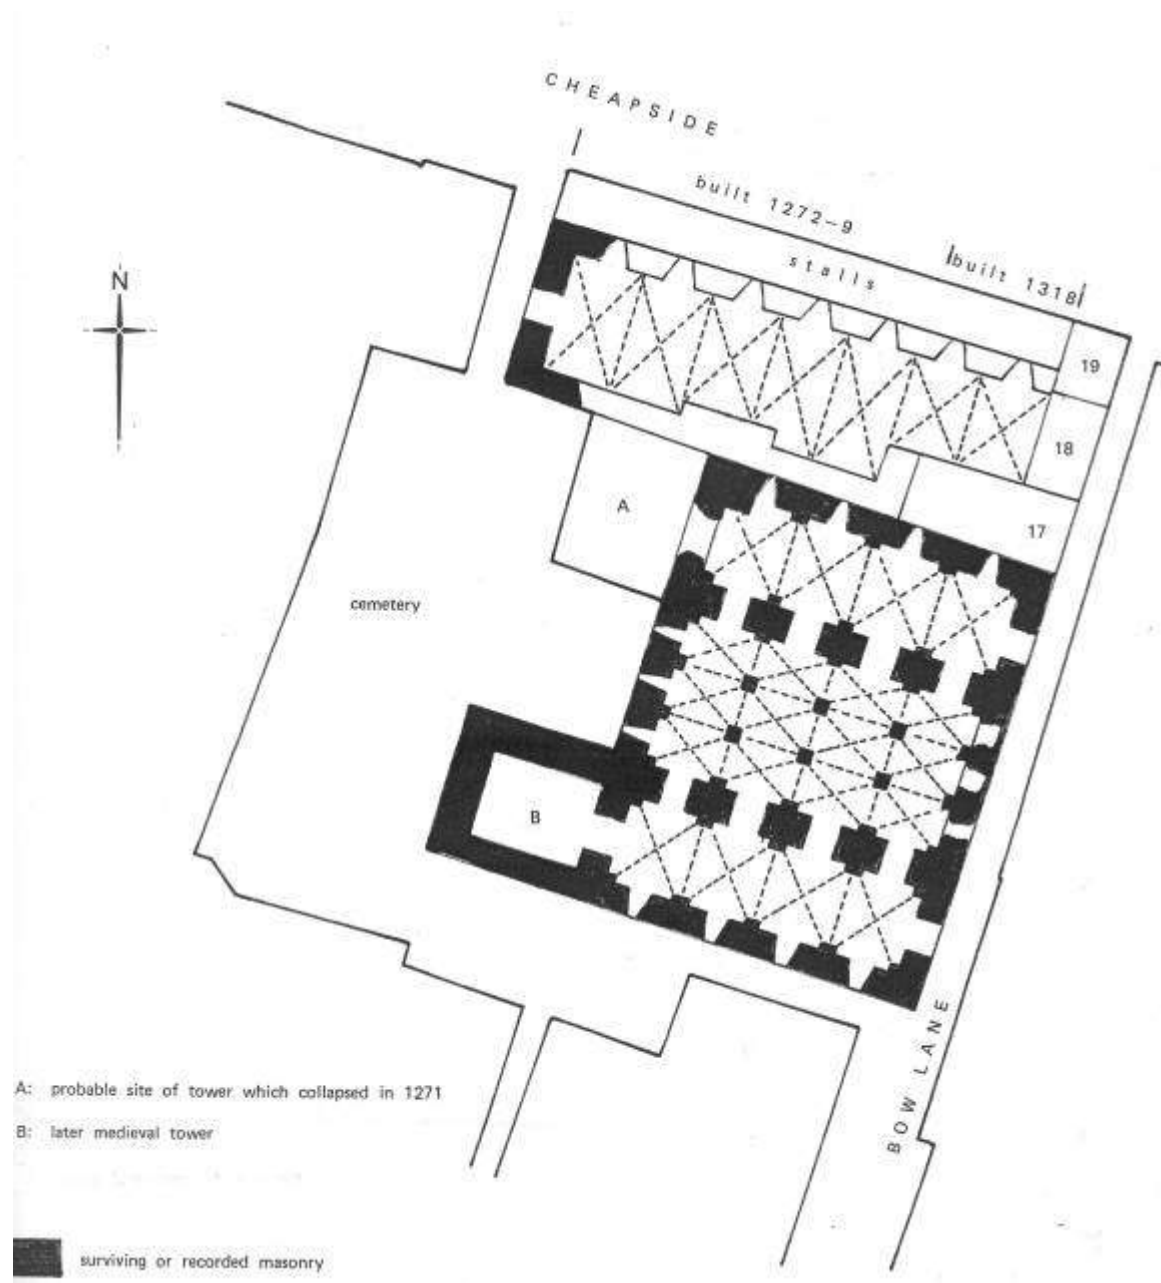 CHEAPSIDE
built 1272-9
stalls
built 1318
N
19
18
17
A
cemetery
B
BOW LANE
A: probable site of tower which collapsed in 1271
B: later medieval tower
surviving or recorded masonry